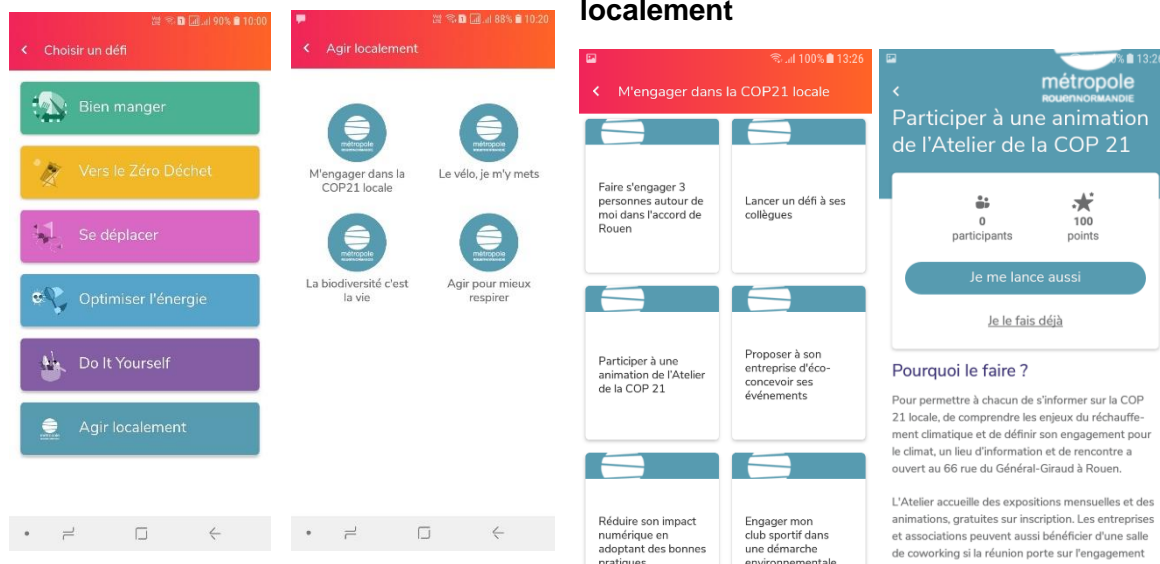 localement
90% 10:00
Choisir un défi
Bien manger
Vers le Zéro Déchet
Se déplacer
Optimiser l'énergie
Do It Yourself
Agir localement
88% 10:20
Agir localement
métropole
M'engager dans la
COP21 locale
métropole
Le vélo, je m'y mets
métropole
La biodiversité c'est
la vie
métropole
Agir pour mieux
respirer
100% 13:26
M'engager dans la COP21 locale
Faire s'engager 3
personnes autour de
moi dans l'accord de
Rouen
Lancer un défi à ses
collègues
Participer à une
animation de l'Atelier
de la COP 21
Proposer à son
entreprise d'éco-
concevoir ses
événements
Réduire son impact
numérique en
adoptant des bonnes
pratiques
Engager mon
club sportif dans
une démarche
environnementale
% 13:26
métropole
ROUENNORMANDIE
Participer à une animation
de l'Atelier de la COP 21
0
participants
100
points
Je me lance aussi
Je le fais déjà
Pourquoi le faire ?
Pour permettre à chacun de s'informer sur la COP
21 locale, de comprendre les enjeux du réchauffe-
ment climatique et de définir son engagement pour
le climat, un lieu d'information et de rencontre a
ouvert au 66 rue du Général-Giraud à Rouen.
L'Atelier accueille des expositions mensuelles et des
animations, gratuites sur inscription. Les entreprises
et associations peuvent aussi bénéficier d'une salle
de coworking si la réunion porte sur l'engagement